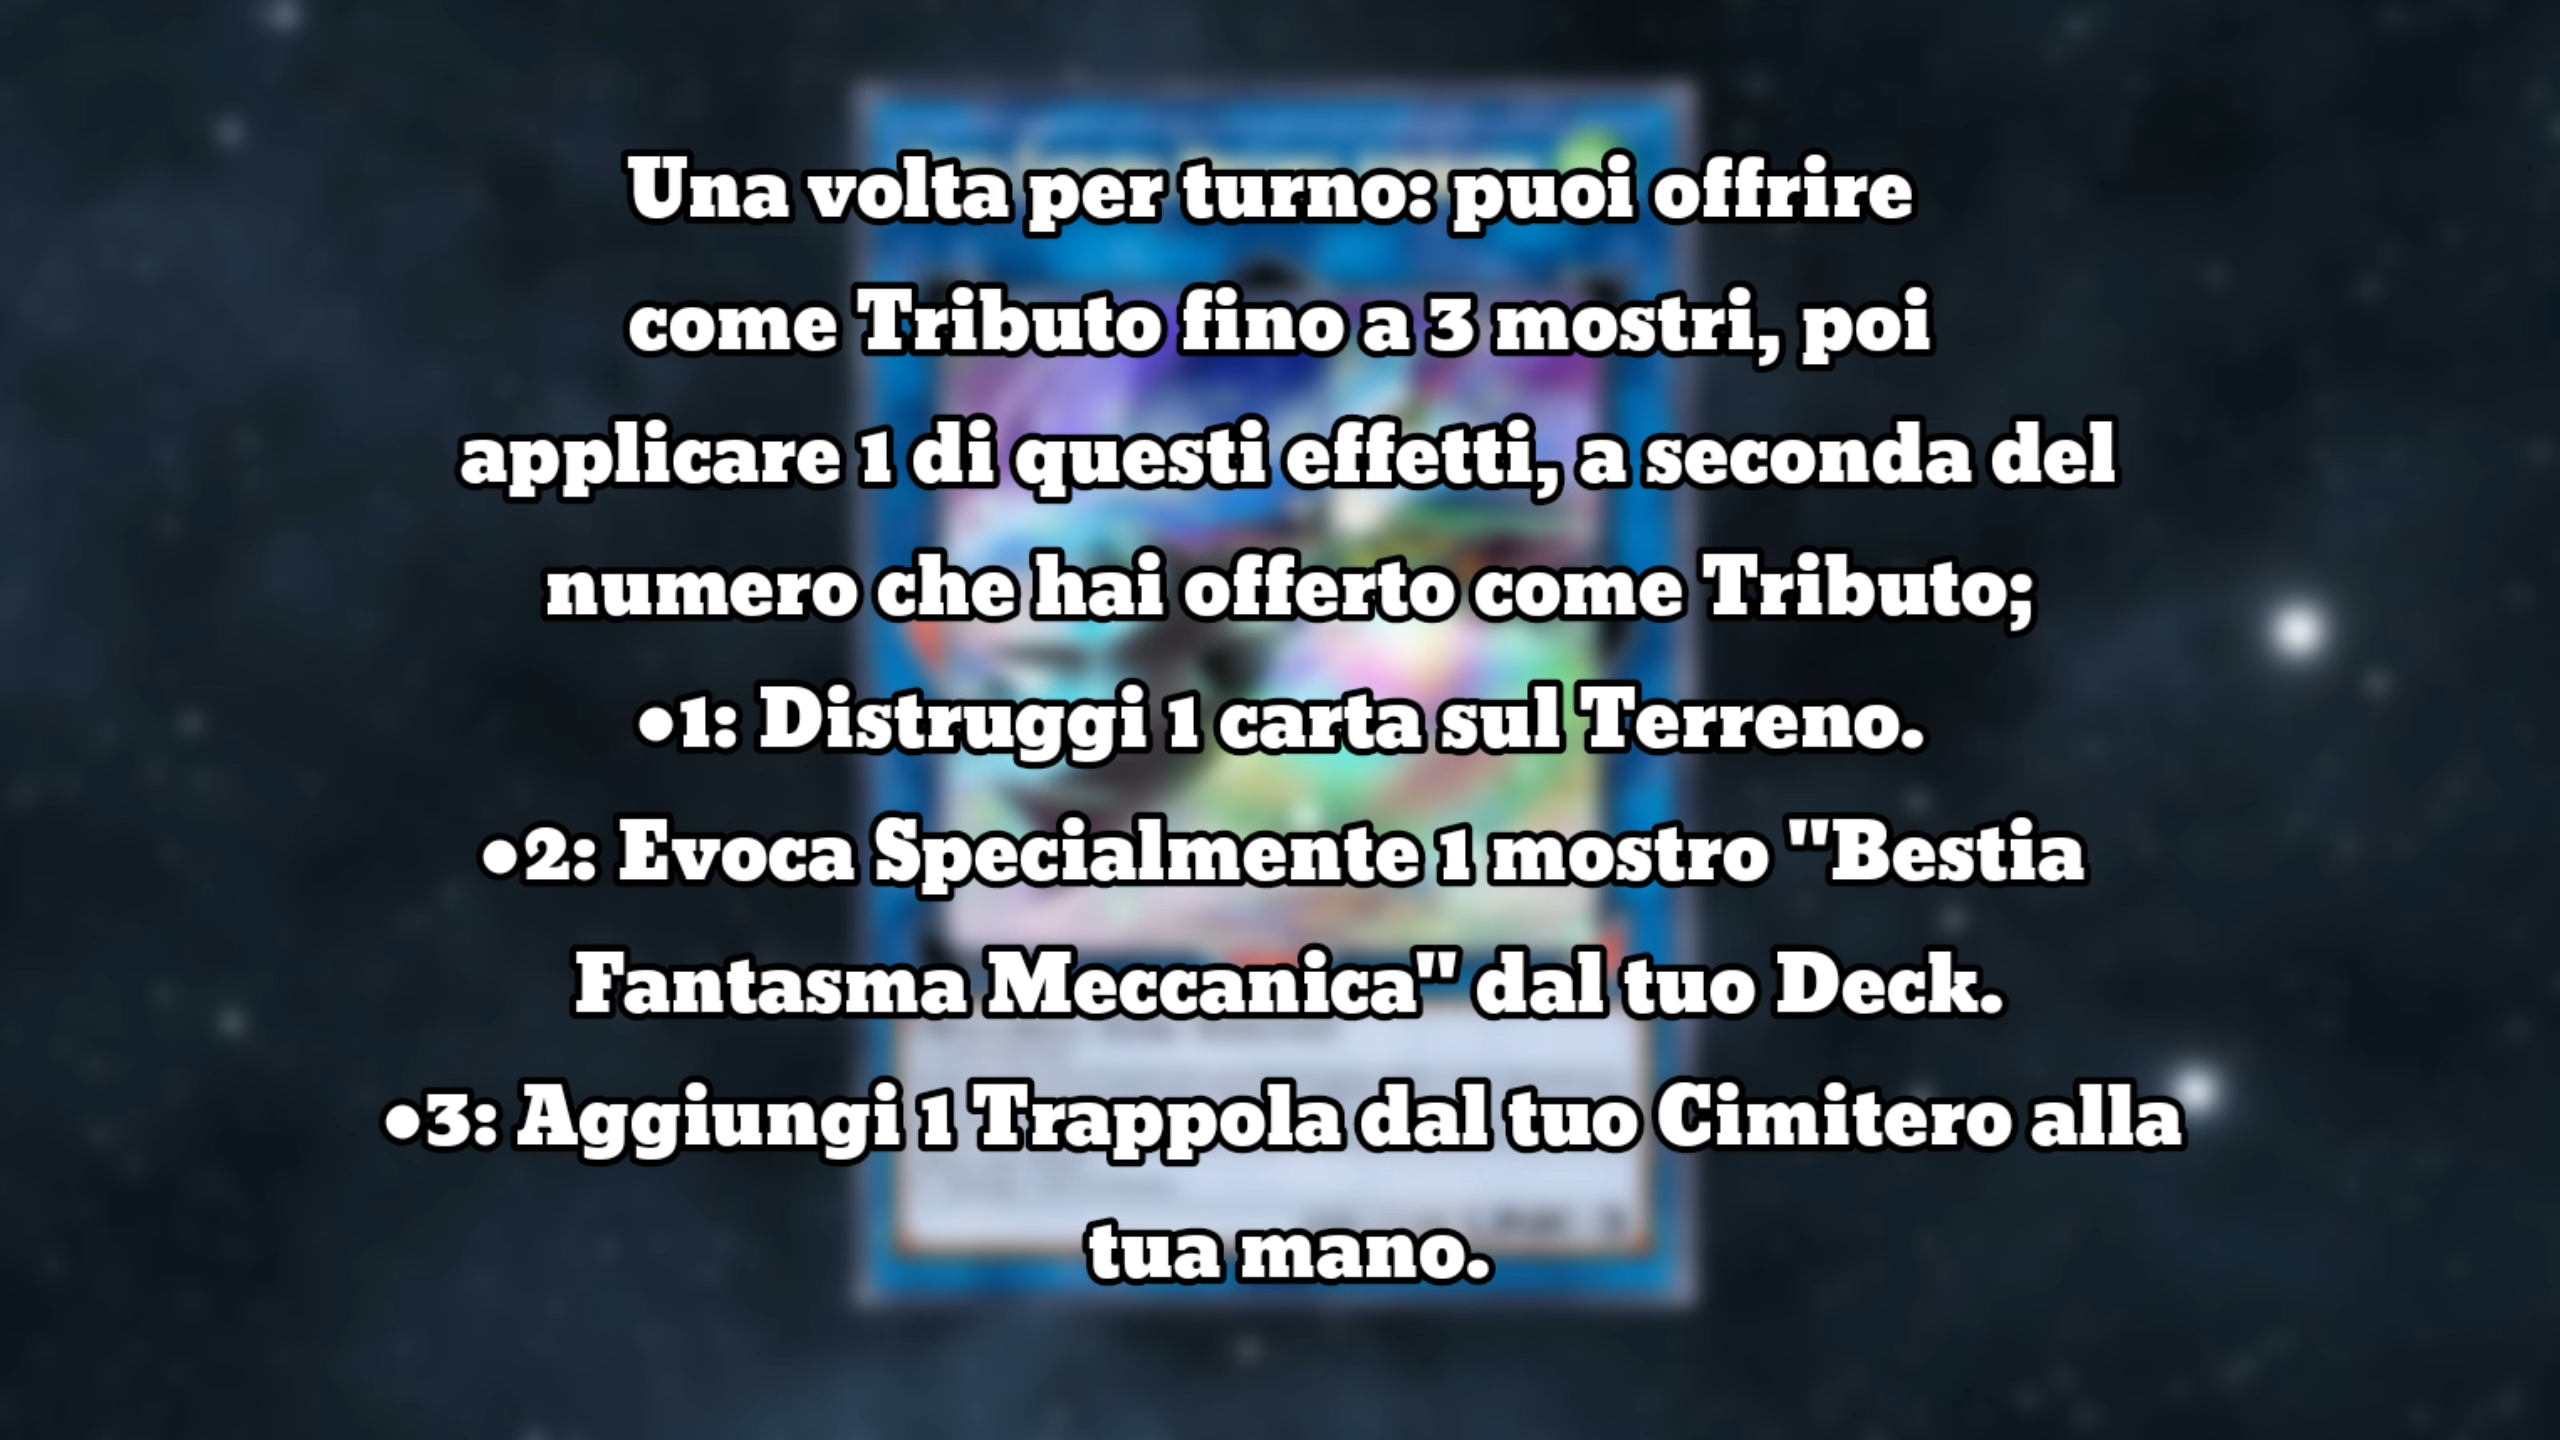 Una volta per turno: puoi offrire
come Tributo fino a 3 mostri, poi
applicare 1 di questi effetti, a seconda del
numero che hai offerto come Tributo;
●1: Distruggi 1 carta sul Terreno.
●2: Evoca Specialmente 1 mostro "Bestia
Fantasma Meccanica" dal tuo Deck.
●3: Aggiungi 1 Trappola dal tuo Cimitero alla
tua mano.